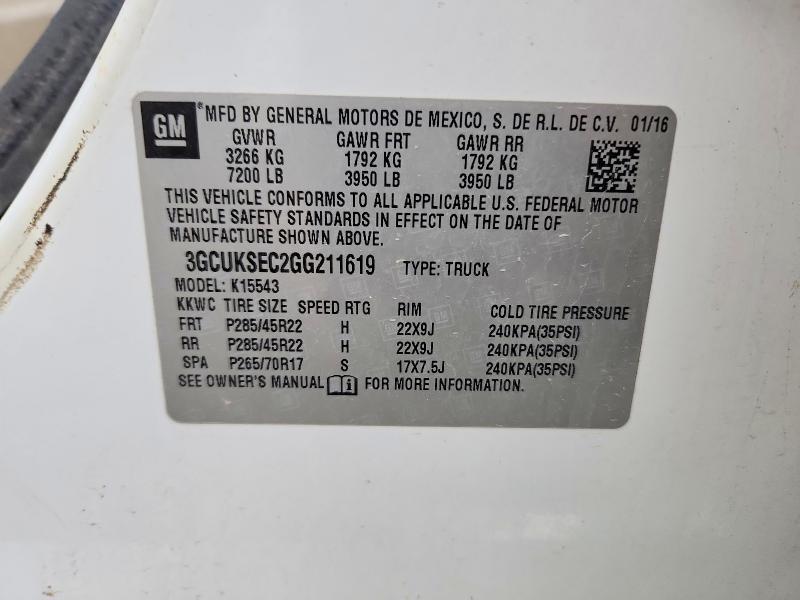 GM ® MFD BY GENERAL MOTORS DE MEXICO, S. DE R.L. DE C.V. 01/16
GVWR GAWR FRT GAWR RR
3266 KG 1792 KG 1792 KG
7200 LB 3950 LB 3950 LB
THIS VEHICLE CONFORMS TO ALL APPLICABLE U.S. FEDERAL MOTOR
VEHICLE SAFETY STANDARDS IN EFFECT ON THE DATE OF
MANUFACTURE SHOWN ABOVE.
3GCUKSEC2GG211619 TYPE: TRUCK
MODEL: K15543
KKWC TIRE SIZE SPEED RTG RIM COLD TIRE PRESSURE
FRT P285/45R22 H 22X9J 240KPA(35PSI)
RR P285/45R22 H 22X9J 240KPA(35PSI)
SPA P265/70R17 S 17X7.5J 240KPA(35PSI)
SEE OWNER'S MANUAL FOR MORE INFORMATION.